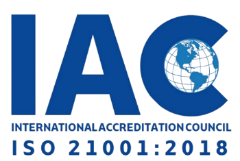 IAC
INTERNATIONAL ACCREDITATION COUNCIL
ISO 21001:2018